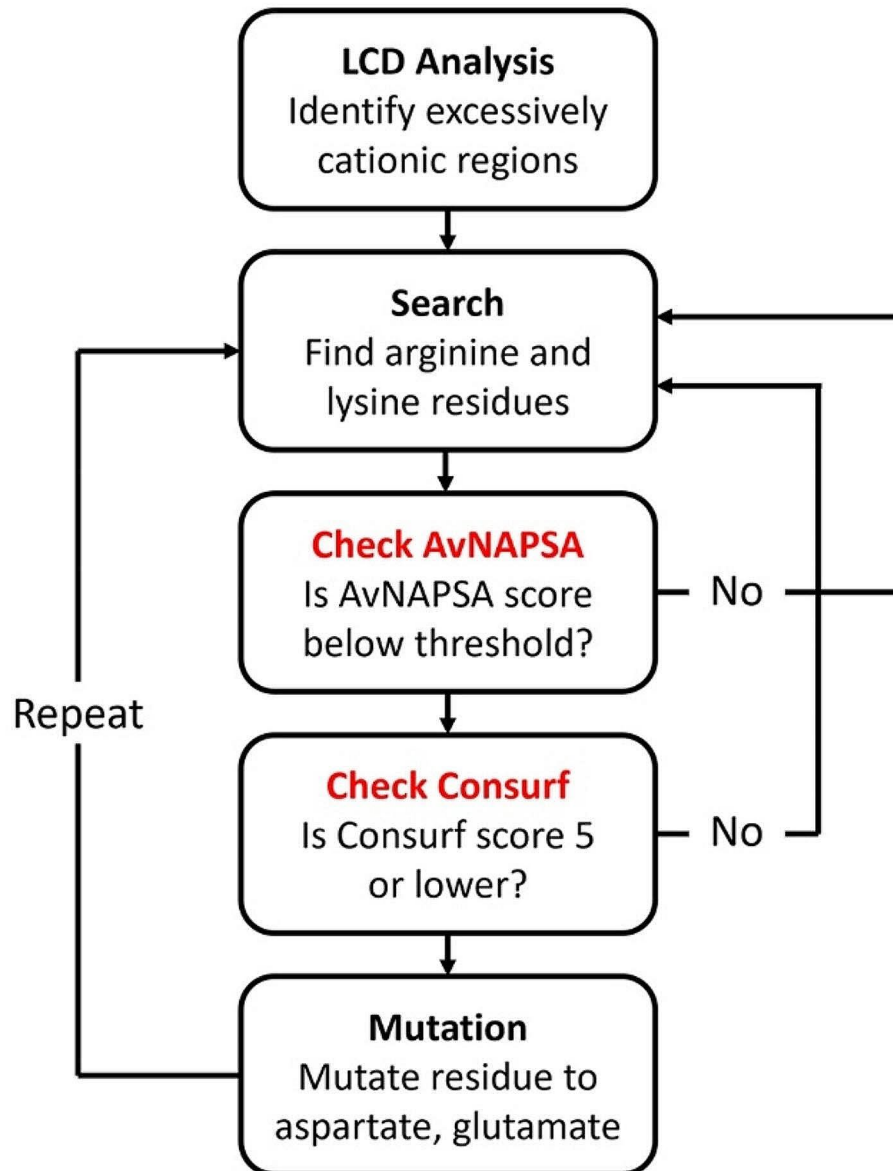 LCD Analysis
Identify excessively
cationic regions
Search
Find arginine and
lysine residues
Check AvNAPSA
Is AvNAPSA score
below threshold?
No
Repeat
Check Consurf
Is Consurf score 5
or lower?
No
Mutation
Mutate residue to
aspartate, glutamate